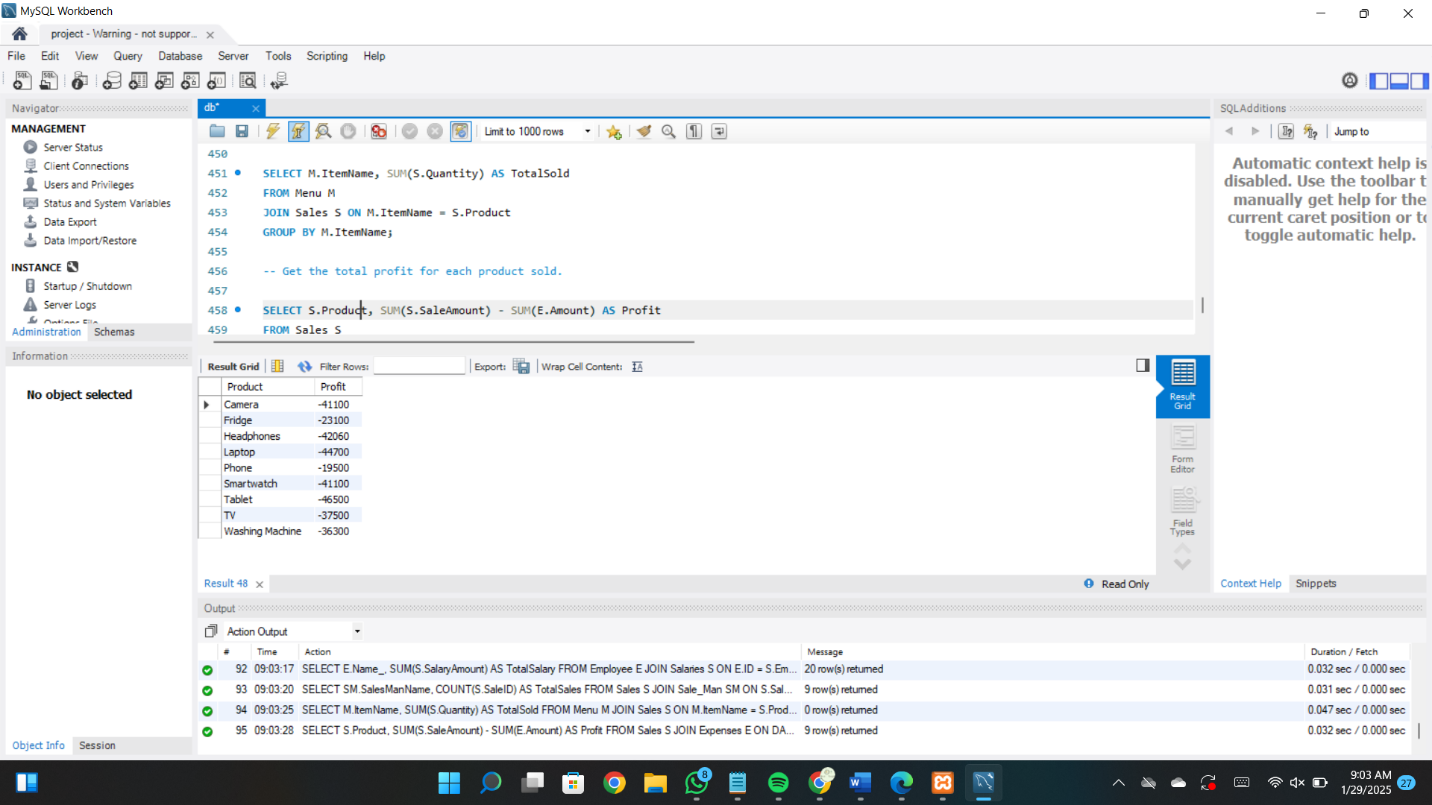 MySQL Workbench
project - Warning - not suppor...
File Edit View Query Database Server Tools Scripting Help
Navigator
MANAGEMENT
Server Status
Client Connections
Users and Privileges
Status and System Variables
Data Export
Data Import/Restore
INSTANCE
Startup / Shutdown
Server Logs
Administration Schemas
Information
No object selected
Object Info Session
db*
Limit to 1000 rows
450
451 SELECT M.ItemName, SUM(S.Quantity) AS TotalSold
452 FROM Menu M
453 JOIN Sales S ON M.ItemName = S.Product
454 GROUP BY M.ItemName;
455
456 -- Get the total profit for each product sold.
457
458 SELECT S.Product, SUM(S.SaleAmount) - SUM(E.Amount) AS Profit
459 FROM Sales S
Result Grid Filter Rows: Export: Wrap Cell Content:
Product Profit
Camera -41100
Fridge -23100
Headphones -42060
Laptop -44700
Phone -19500
Smartwatch -41100
Tablet -46500
TV -37500
Washing Machine -36300
Result Grid
Form Editor
Field Types
Result 48 Read Only
SQLAdditions
Jump to
Automatic context help is
disabled. Use the toolbar t
manually get help for the
current caret position or to
toggle automatic help.
Context Help Snippets
Output
Action Output
# Time Action Message Duration / Fetch
92 09:03:17 SELECT E.Name_, SUM(S.SalaryAmount) AS TotalSalary FROM Employee E JOIN Salaries S ON E.ID = S.Em... 20 row(s) returned 0.032 sec / 0.000 sec
93 09:03:20 SELECT SM.SalesManName, COUNT(S.SaleID) AS TotalSales FROM Sales S JOIN Sale_Man SM ON S.Sal... 9 row(s) returned 0.031 sec / 0.000 sec
94 09:03:25 SELECT M.ItemName, SUM(S.Quantity) AS TotalSold FROM Menu M JOIN Sales S ON M.ItemName = S.Prod... 0 row(s) returned 0.047 sec / 0.000 sec
95 09:03:28 SELECT S.Product, SUM(S.SaleAmount) - SUM(E.Amount) AS Profit FROM Sales S JOIN Expenses E ON DA... 9 row(s) returned 0.032 sec / 0.000 sec
8
9:03 AM
1/29/2025
27